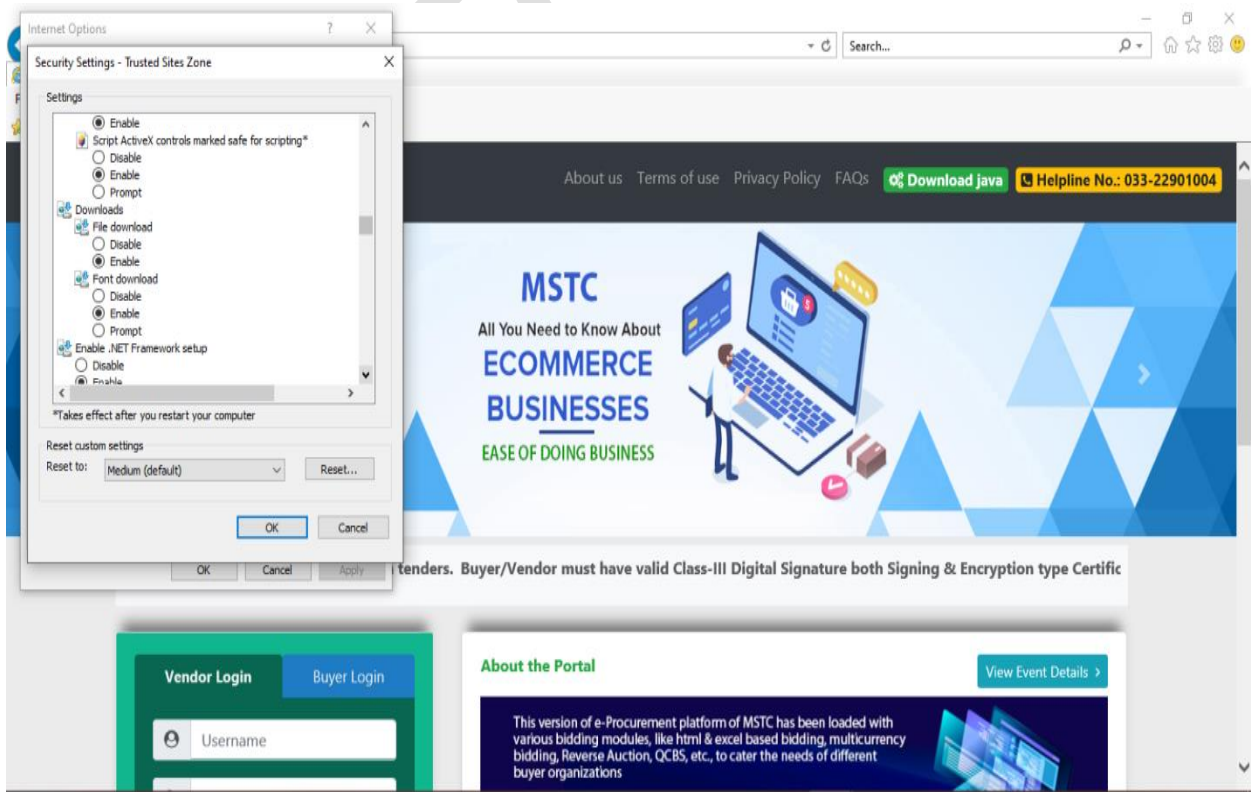 Internet Options
?
Search...
Security Settings - Trusted Sites Zone
Settings
Enable
Script ActiveX controls marked safe for scripting*
Disable
Enable
Prompt
Downloads
File download
Disable
Enable
Font download
Disable
Enable
Prompt
Enable .NET Framework setup
Disable
Enable
*Takes effect after you restart your computer
Reset custom settings
Reset to: Medium (default) Reset...
OK Cancel
OK Cancel Apply
About us Terms of use Privacy Policy FAQs Download java Helpline No.: 033-22901004
MSTC
All You Need to Know About
ECOMMERCE
BUSINESSES
EASE OF DOING BUSINESS
5
tenders. Buyer/Vendor must have valid Class-III Digital Signature both Signing & Encryption type Certific
Vendor Login Buyer Login
Username
About the Portal
View Event Details
This version of e-Procurement platform of MSTC has been loaded with
various bidding modules, like html & excel based bidding, multicurrency
bidding, Reverse Auction, QCBS, etc., to cater the needs of different
buyer organizations